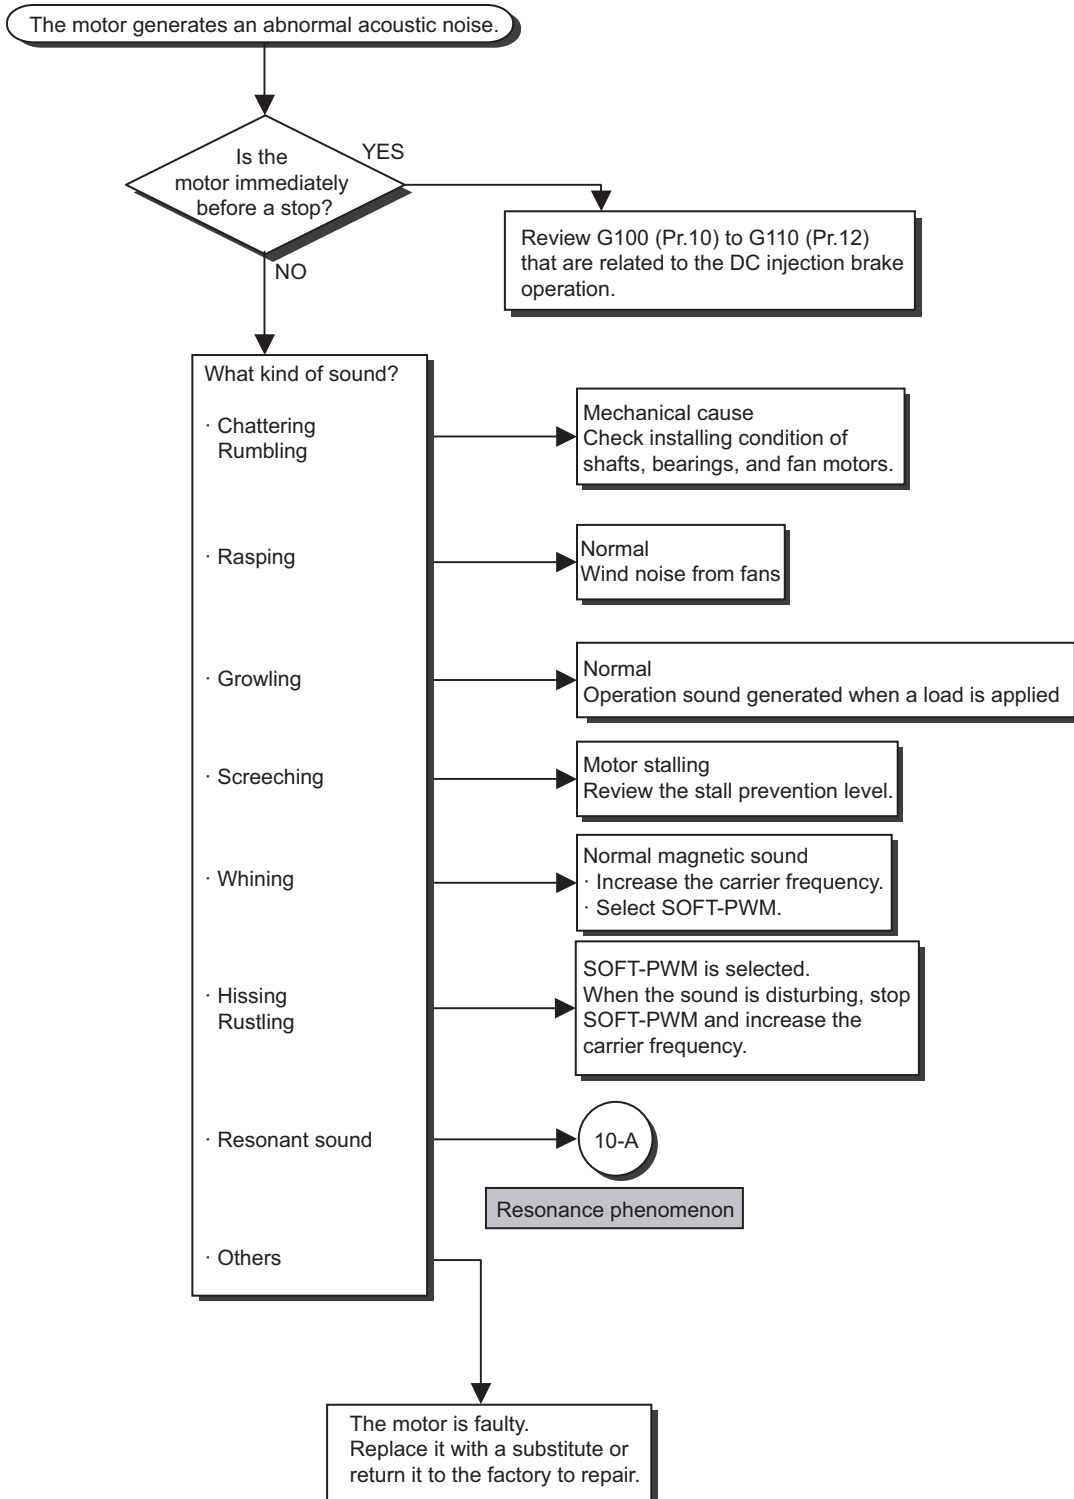 The motor generates an abnormal acoustic noise.
Is the
motor immediately
before a stop?
YES
Review G100 (Pr.10) to G110 (Pr.12)
that are related to the DC injection brake
operation.
NO
What kind of sound?
· Chattering
Rumbling
Mechanical cause
Check installing condition of
shafts, bearings, and fan motors.
· Rasping
Normal
Wind noise from fans
· Growling
Normal
Operation sound generated when a load is applied
· Screeching
Motor stalling
Review the stall prevention level.
· Whining
Normal magnetic sound
· Increase the carrier frequency.
· Select SOFT-PWM.
· Hissing
Rustling
SOFT-PWM is selected.
When the sound is disturbing, stop
SOFT-PWM and increase the
carrier frequency.
· Resonant sound
10-A
Resonance phenomenon
· Others
The motor is faulty.
Replace it with a substitute or
return it to the factory to repair.